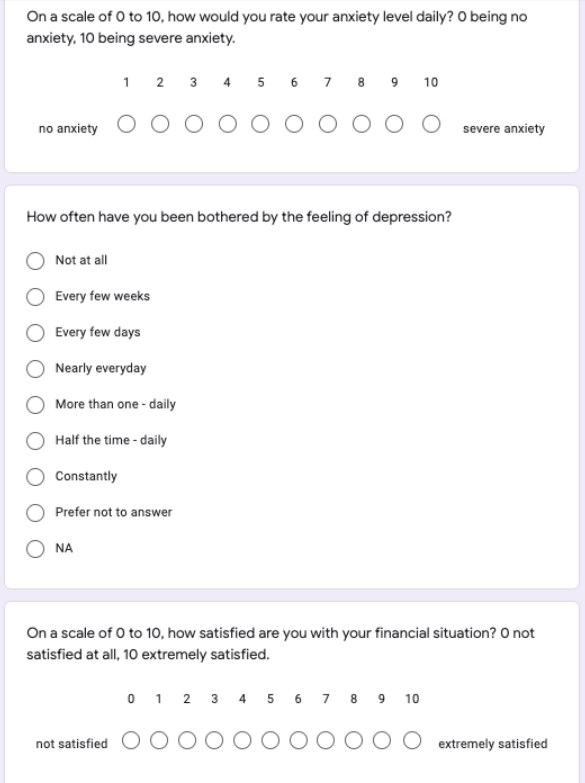 On a scale of 0 to 10, how would you rate your anxiety level daily? 0 being no
anxiety, 10 being severe anxiety.
1 2 3 4 5 6 7 8 9 10
no anxiety severe anxiety
How often have you been bothered by the feeling of depression?
Not at all
Every few weeks
Every few days
Nearly everyday
More than one - daily
Half the time - daily
Constantly
Prefer not to answer
NA
On a scale of 0 to 10, how satisfied are you with your financial situation? 0 not
satisfied at all, 10 extremely satisfied.
0 1 2 3 4 5 6 7 8 9 10
not satisfied extremely satisfied